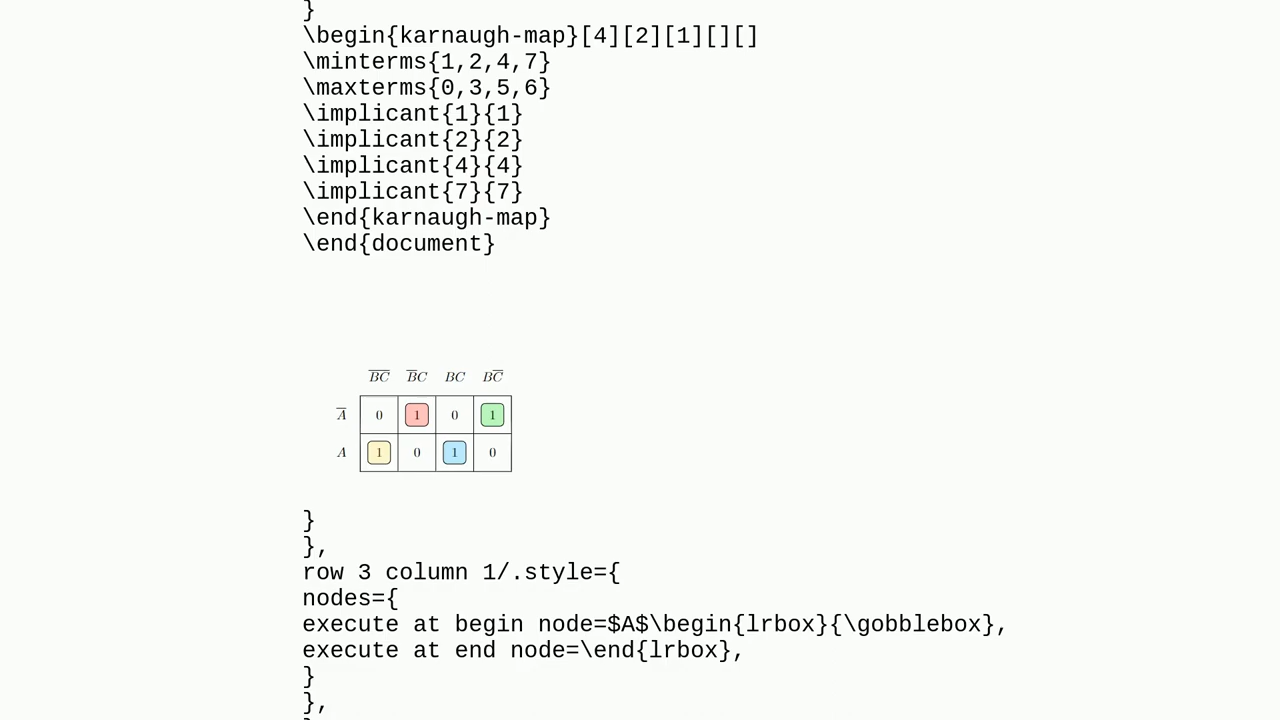 }
\begin{karnaugh-map}[4][2][1][][]
\minterms{1,2,4,7}
\maxterms{0,3,5,6}
\implicant{1}{1}
\implicant{2}{2}
\implicant{4}{4}
\implicant{7}{7}
\end{karnaugh-map}
\end{document}
B̅C̅ B̅C BC BC̅
A̅ 0 1 0 1
A 1 0 1 0
}
},
row 3 column 1/.style={
nodes={
execute at begin node=$A$\begin{lrbox}{\gobblebox},
execute at end node=\end{lrbox},
}
},
}